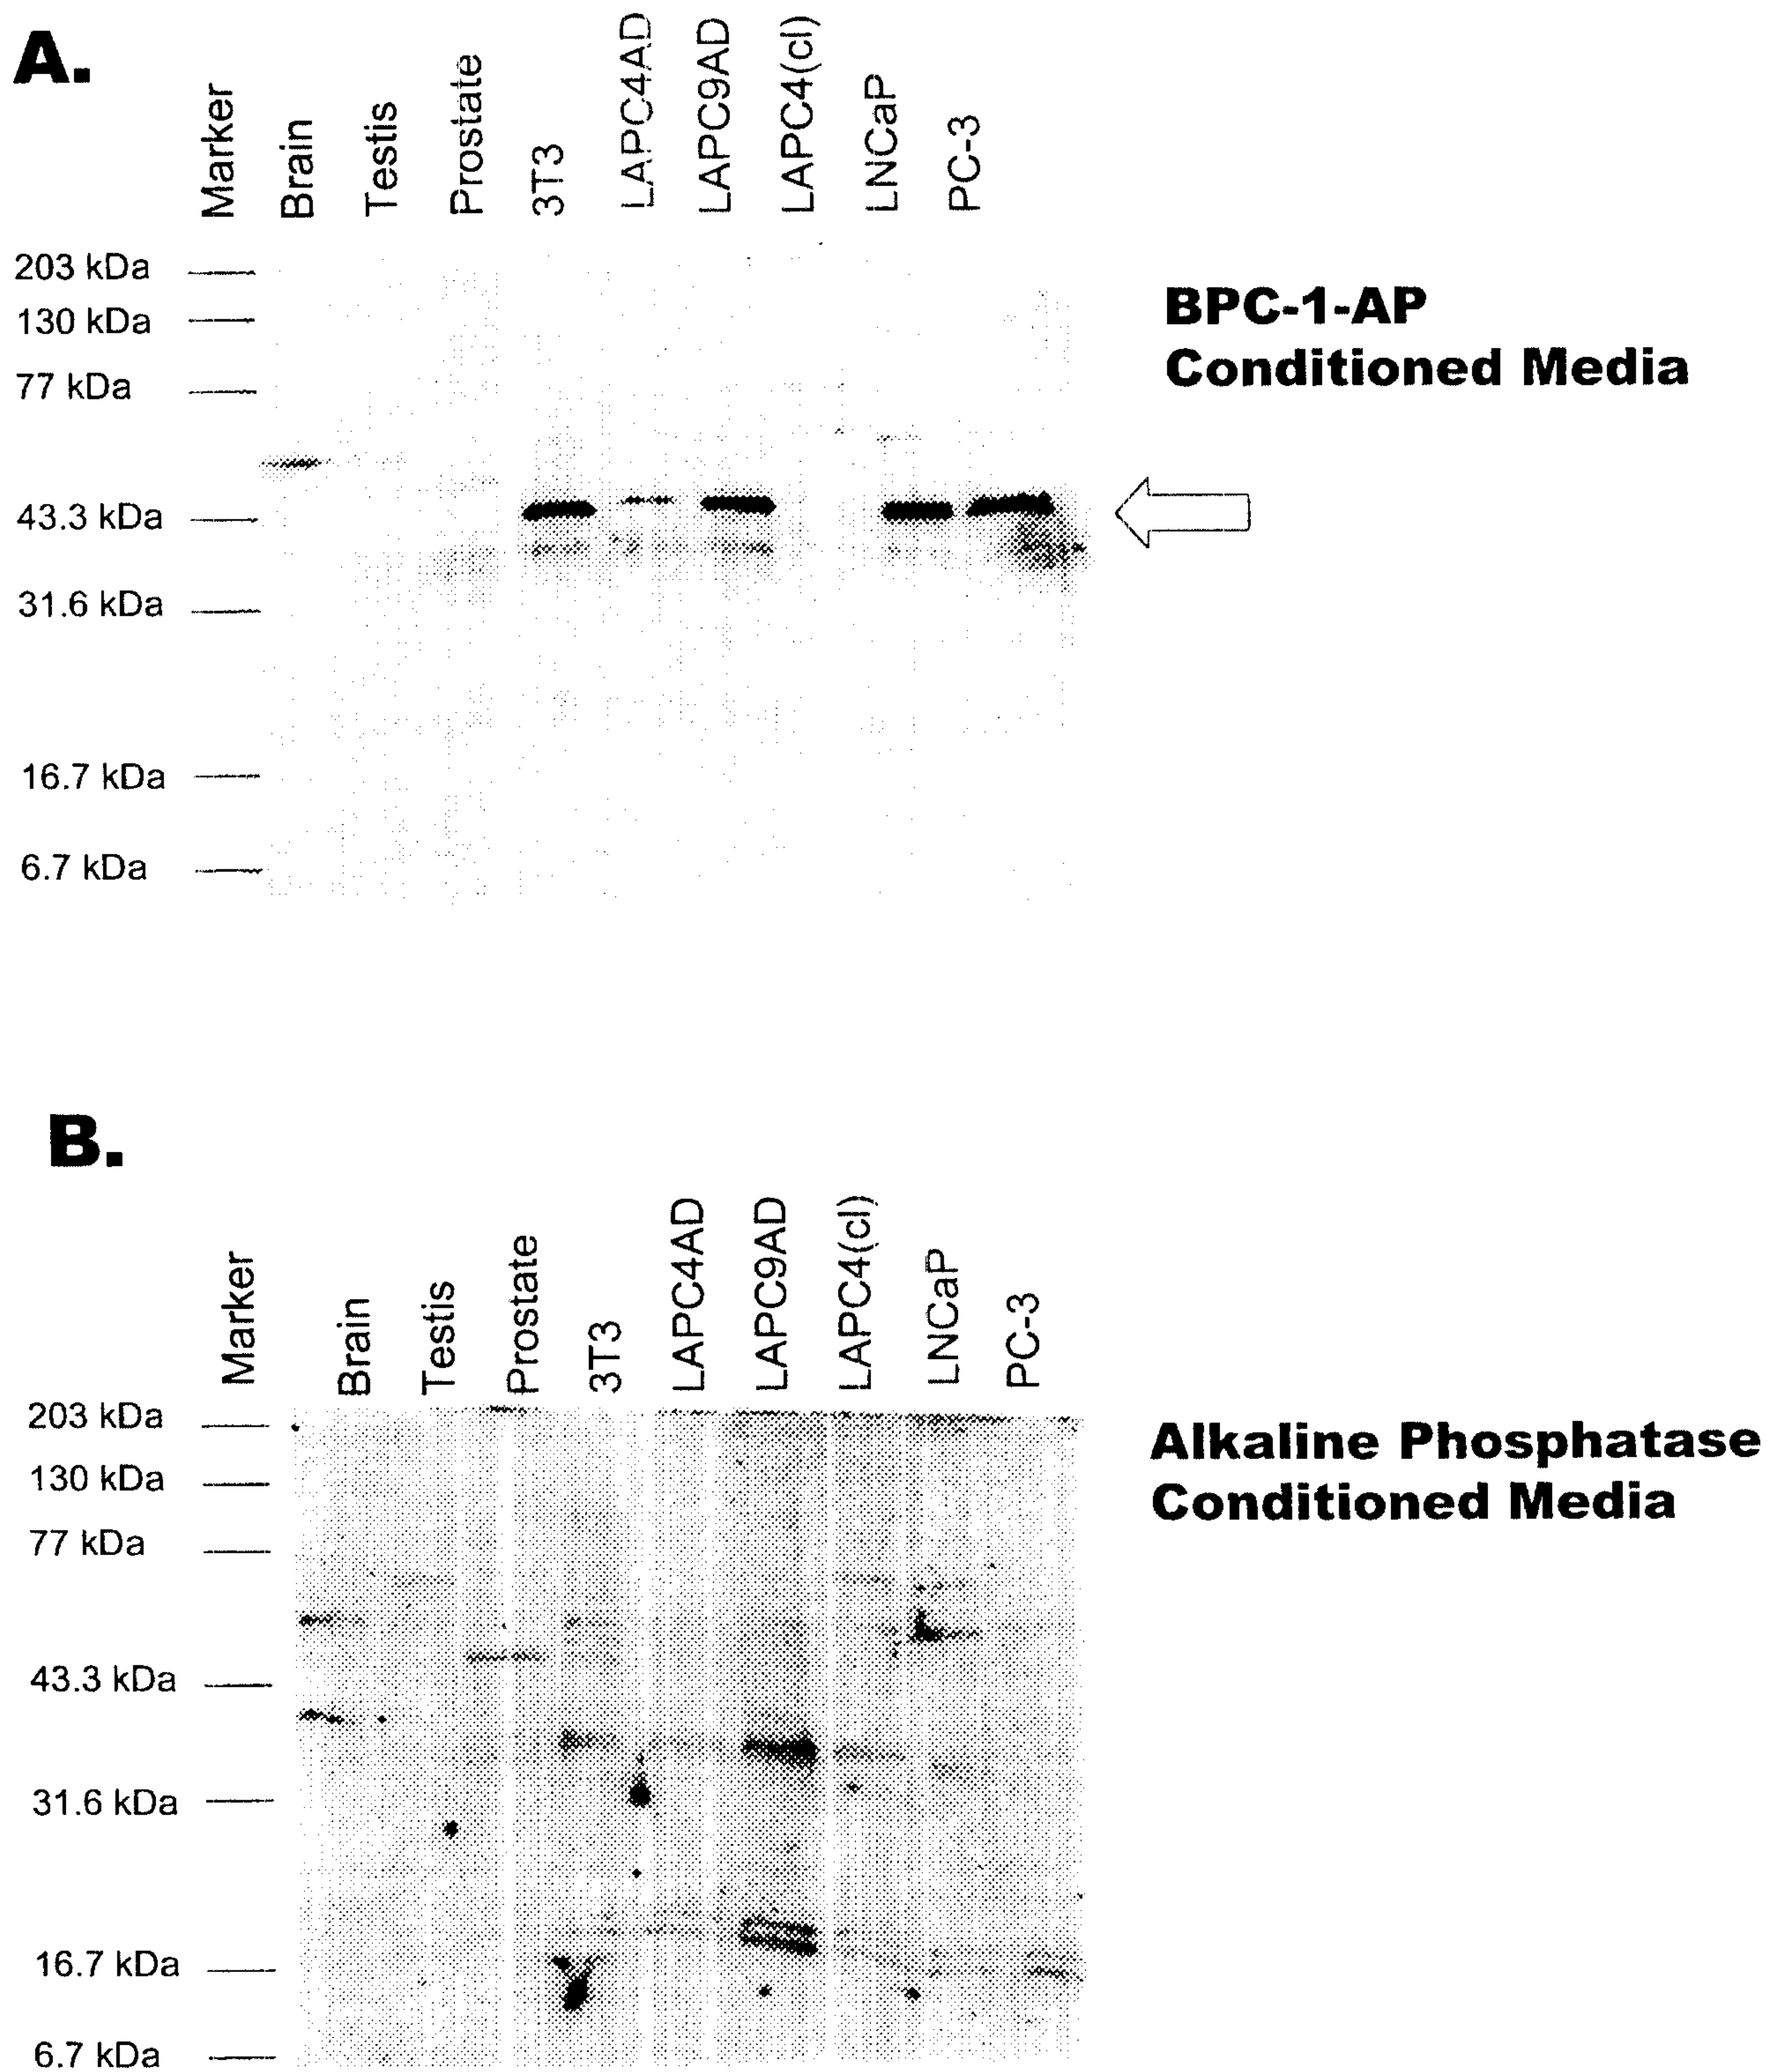 A.
Marker
Brain
Testis
Prostate
3T3
LAPC4AD
LAPC9AD
LAPC4(cl)
LNCaP
PC-3
203 kDa
130 kDa
77 kDa
43.3 kDa
31.6 kDa
16.7 kDa
6.7 kDa
BPC-1-AP
Conditioned Media
B.
Marker
Brain
Testis
Prostate
3T3
LAPC4AD
LAPC9AD
LAPC4(cl)
LNCaP
PC-3
203 kDa
130 kDa
77 kDa
43.3 kDa
31.6 kDa
16.7 kDa
6.7 kDa
Alkaline Phosphatase
Conditioned Media